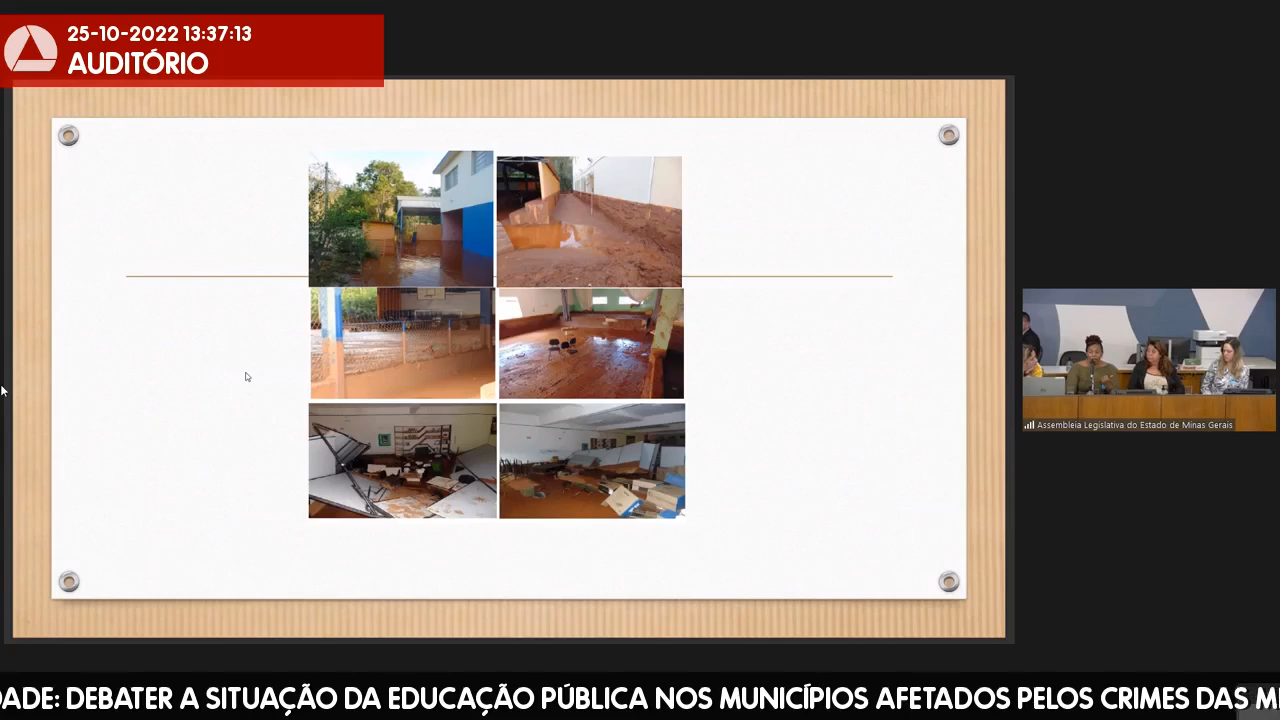 25-10-2022 13:37:13
AUDITÓRIO
Assembleia Legislativa do Estado de Minas Gerais
DADE: DEBATER A SITUAÇÃO DA EDUCAÇÃO PÚBLICA NOS MUNICÍPIOS AFETADOS PELOS CRIMES DAS M